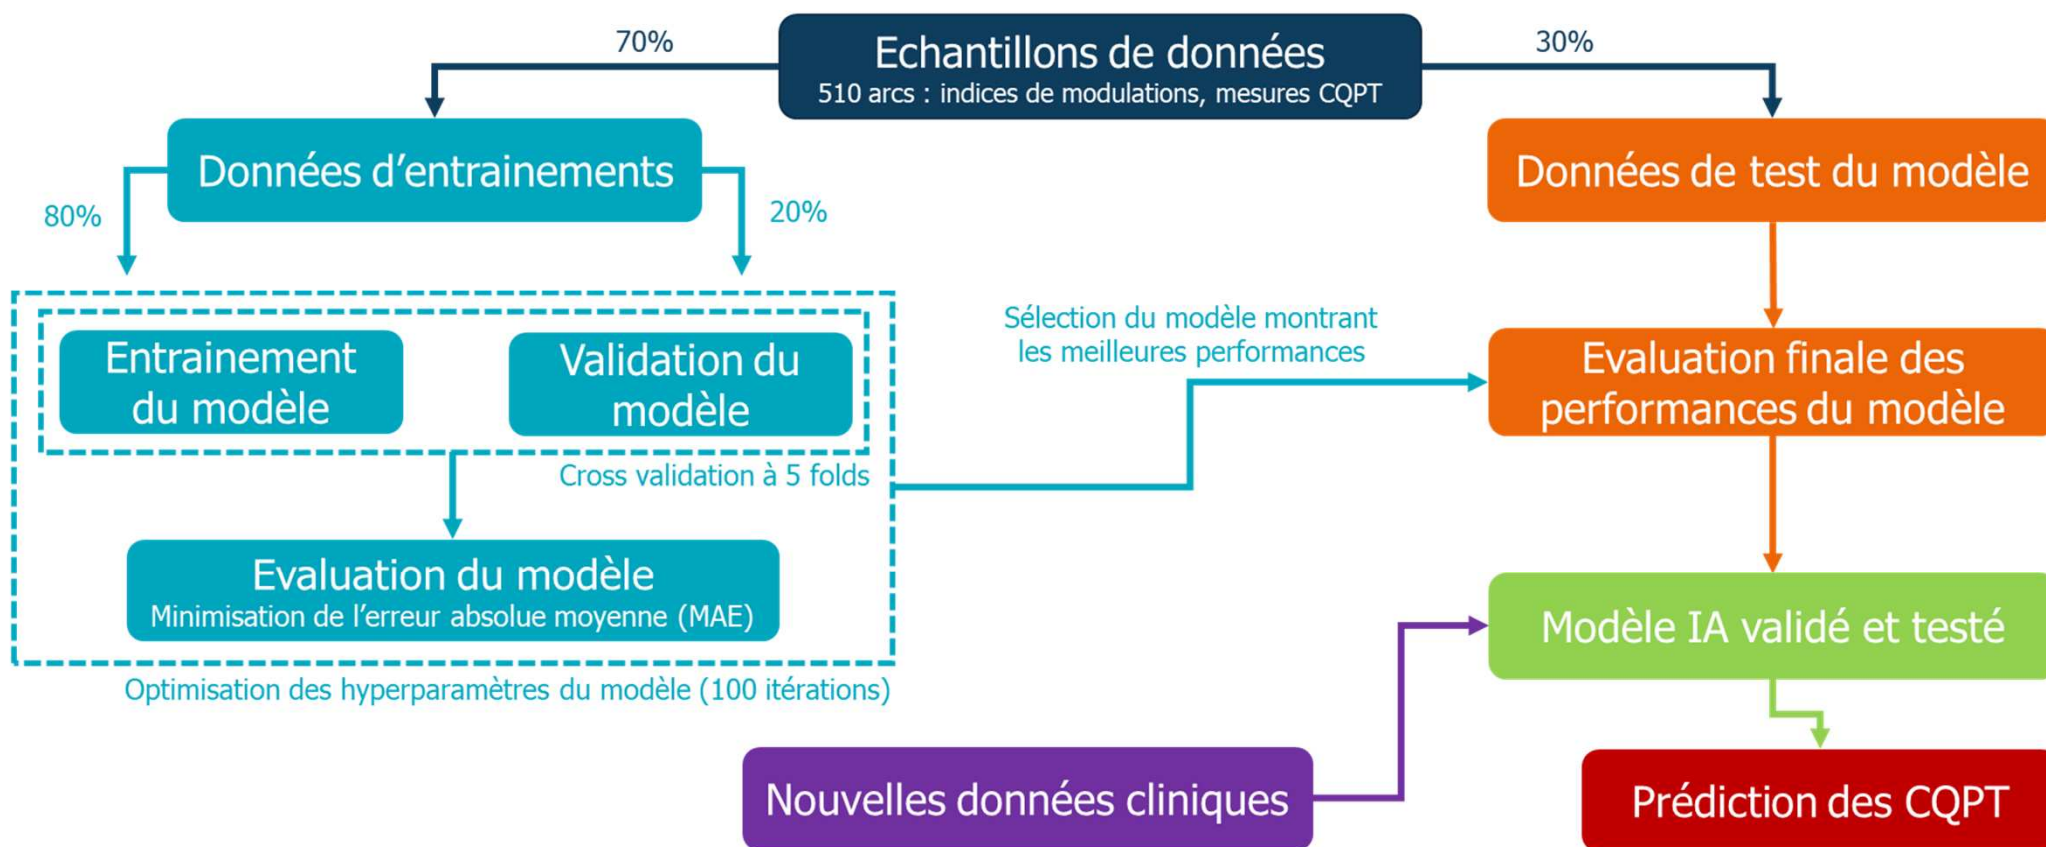 70%
Echantillons de données
510 arcs : indices de modulations, mesures CQPT
30%
Données d’entrainements
Données de test du modèle
80%
20%
Entrainement
du modèle
Validation du
modèle
Cross validation à 5 folds
Sélection du modèle montrant
les meilleures performances
Evaluation finale des
performances du modèle
Evaluation du modèle
Minimisation de l’erreur absolue moyenne (MAE)
Optimisation des hyperparamètres du modèle (100 itérations)
Modèle IA validé et testé
Nouvelles données cliniques
Prédiction des CQPT